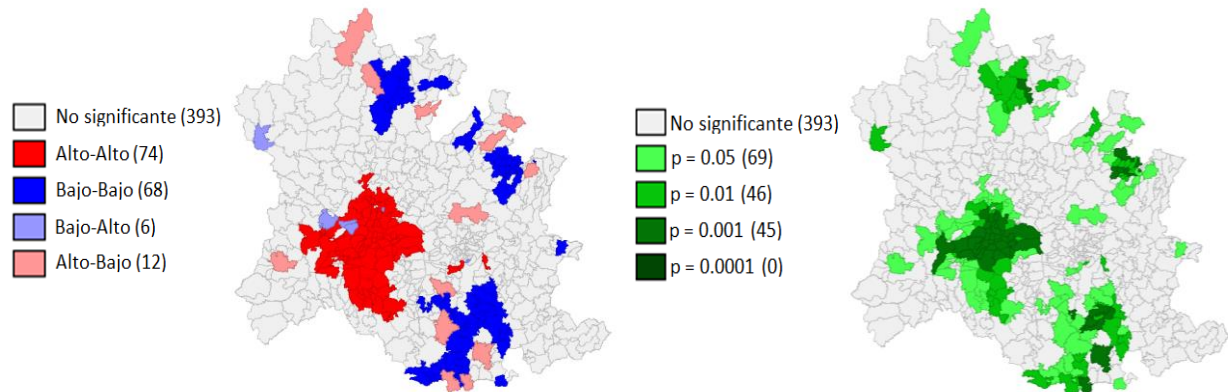 No significante (393)
Alto-Alto (74)
Bajo-Bajo (68)
Bajo-Alto (6)
Alto-Bajo (12)
No significante (393)
p = 0.05 (69)
p = 0.01 (46)
p = 0.001 (45)
p = 0.0001 (0)